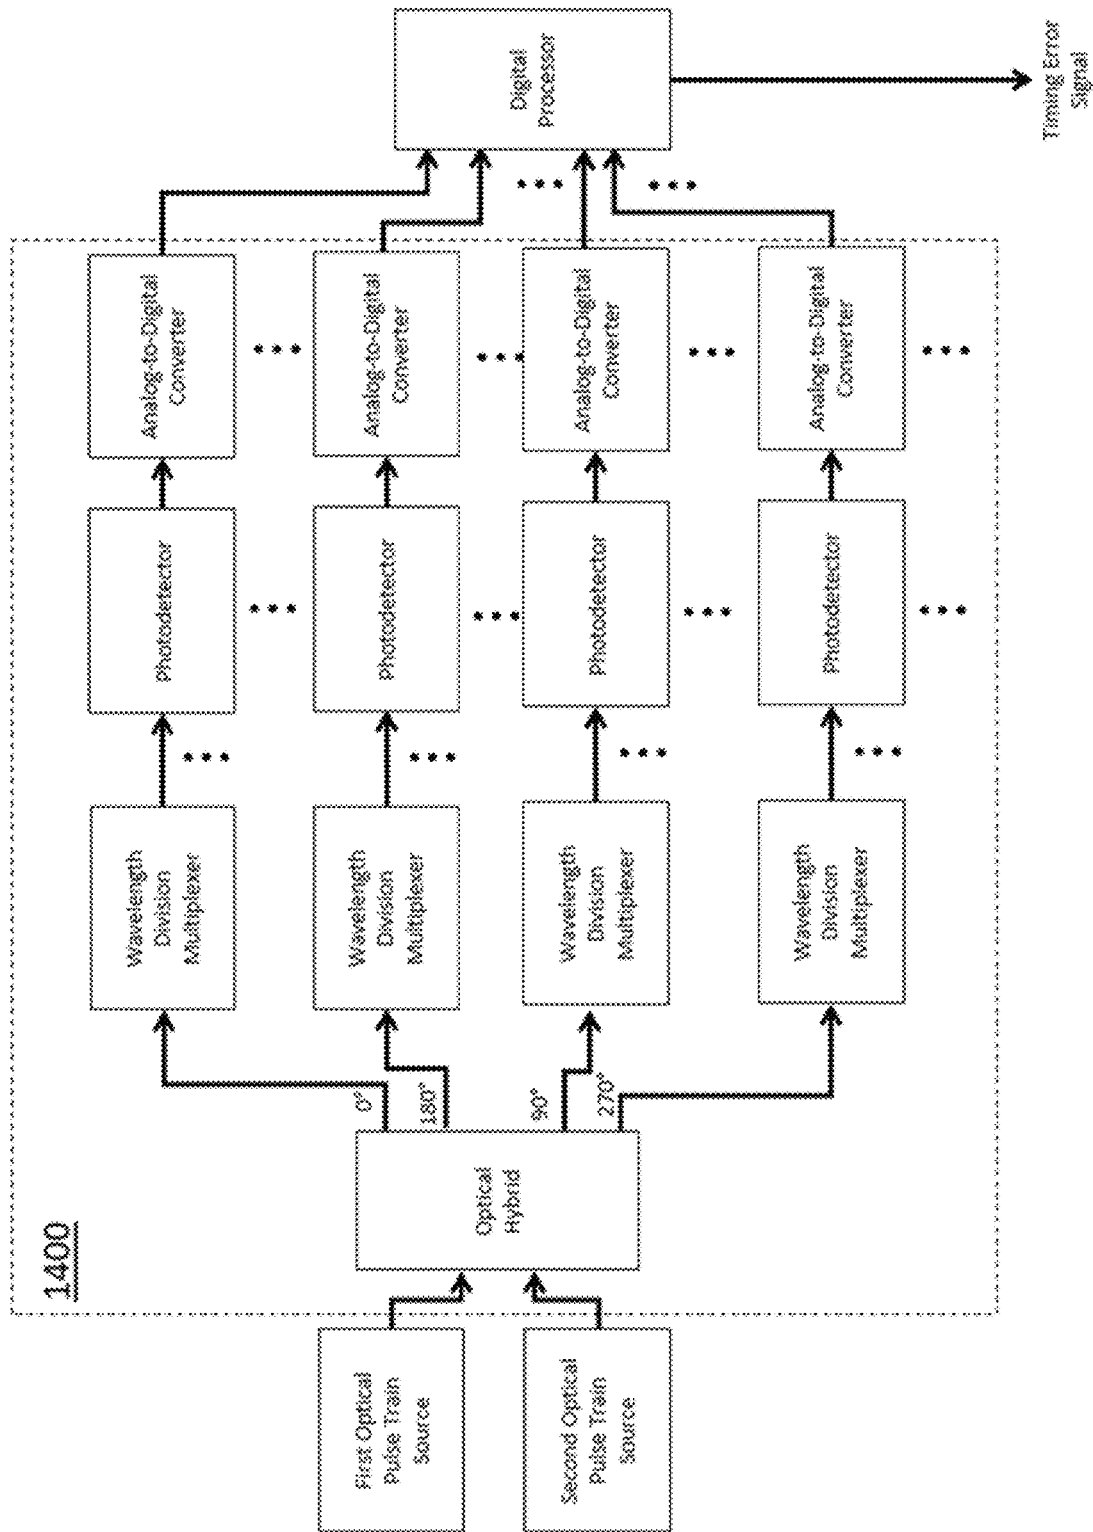 1400
First Optical
Pulse Train
Source
Second Optical
Pulse Train
Source
Optical
Hybrid
0°
180°
90°
270°
Wavelength
Division
Multiplexer
Wavelength
Division
Multiplexer
Wavelength
Division
Multiplexer
Wavelength
Division
Multiplexer
Photodetector
Photodetector
Photodetector
Photodetector
Analog-to-Digital
Converter
Analog-to-Digital
Converter
Analog-to-Digital
Converter
Analog-to-Digital
Converter
Digital
Processor
Timing Error
Signal